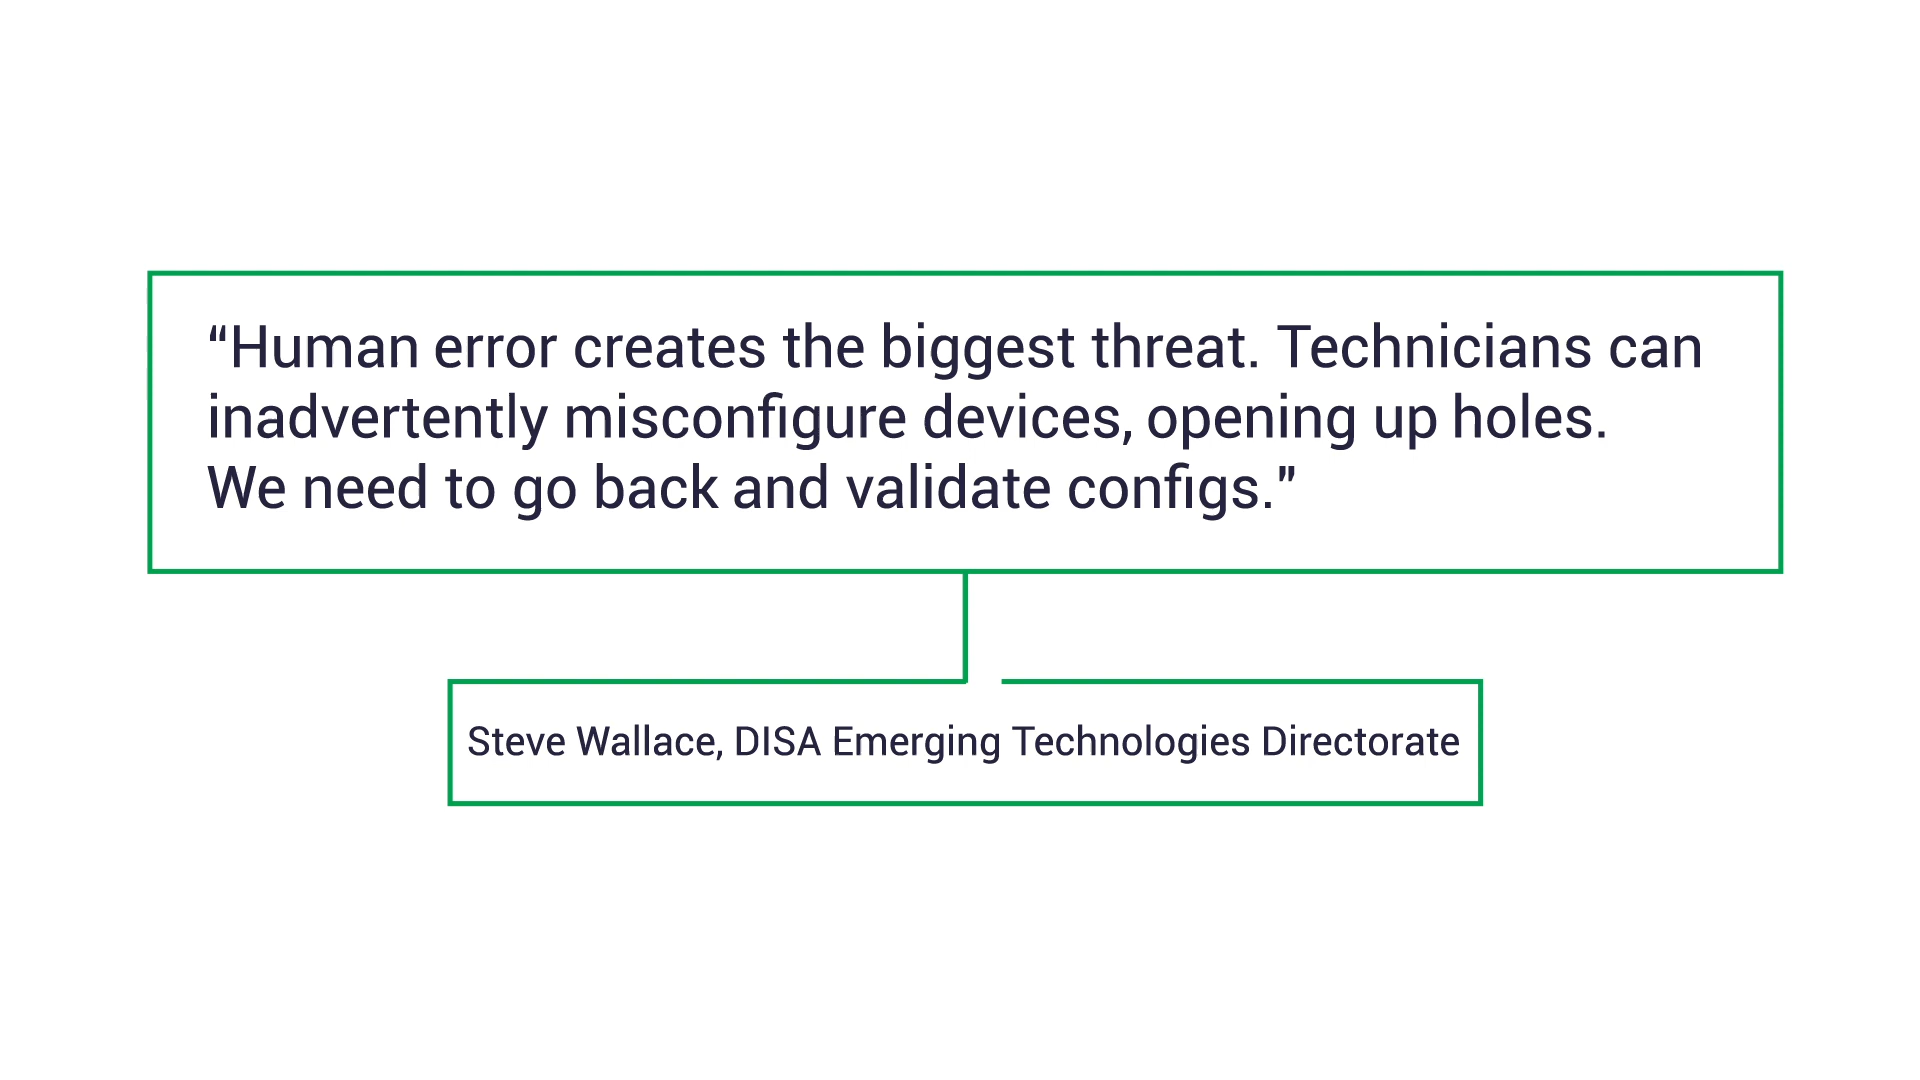 “Human error creates the biggest threat. Technicians can
inadvertently misconfigure devices, opening up holes.
We need to go back and validate configs.”
Steve Wallace, DISA Emerging Technologies Directorate